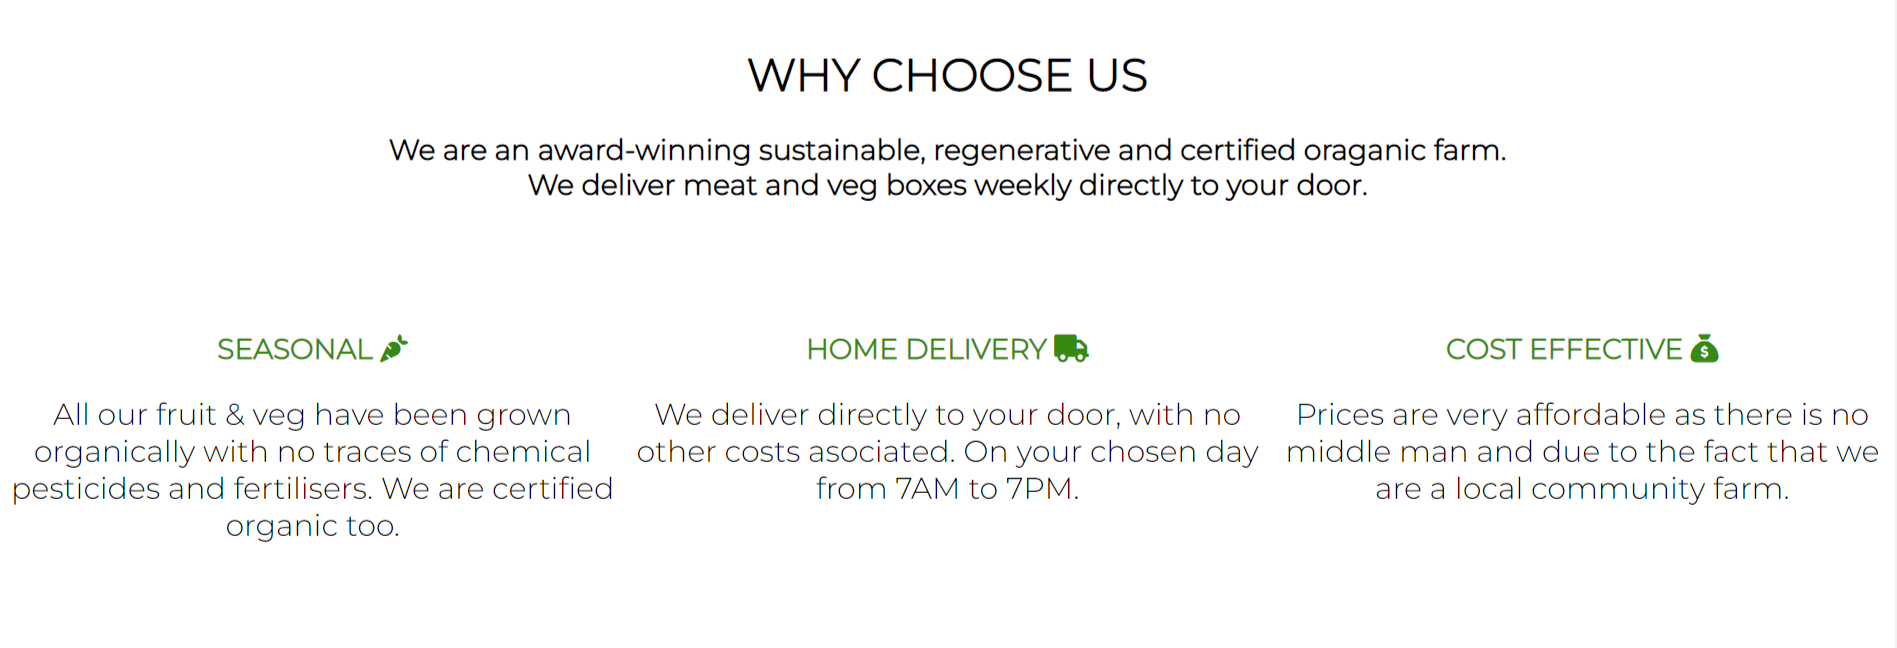 WHY CHOOSE US
We are an award-winning sustainable, regenerative and certified oraganic farm.
We deliver meat and veg boxes weekly directly to your door.
SEASONAL
All our fruit & veg have been grown
organically with no traces of chemical
pesticides and fertilisers. We are certified
organic too.
HOME DELIVERY
We deliver directly to your door, with no
other costs asociated. On your chosen day
from 7AM to 7PM.
COST EFFECTIVE
Prices are very affordable as there is no
middle man and due to the fact that we
are a local community farm.